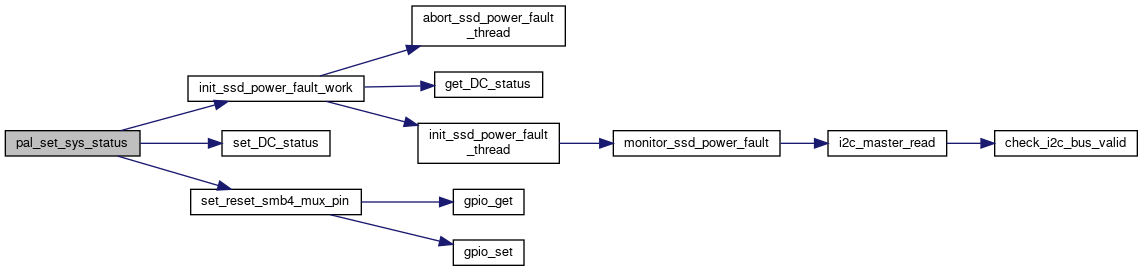 abort_ssd_power_fault
_thread
init_ssd_power_fault_work
get_DC_status
pal_set_sys_status
set_DC_status
init_ssd_power_fault
_thread
monitor_ssd_power_fault
i2c_master_read
check_i2c_bus_valid
set_reset_smb4_mux_pin
gpio_get
gpio_set